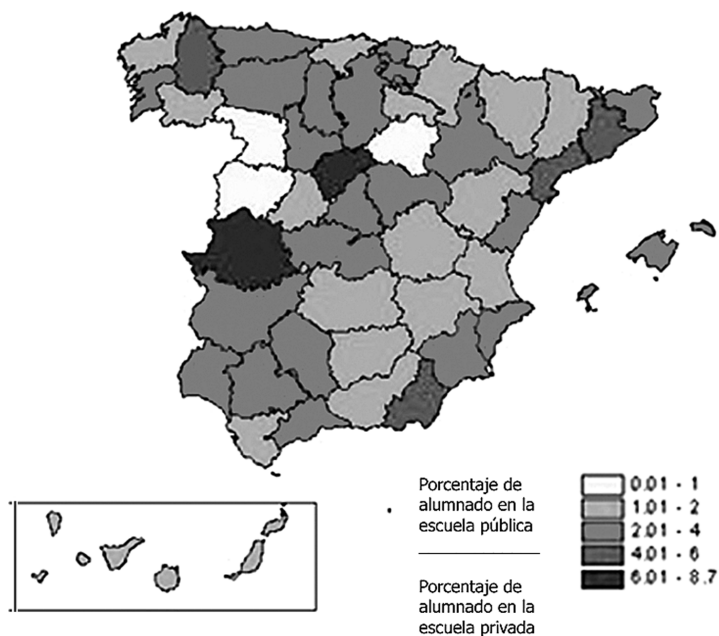 Porcentaje de
alumnado en la
escuela pública
Porcentaje de
alumnado en la
escuela privada
0.01 - 1
1.01 - 2
2.01 - 4
4.01 - 6
6.01 - 8.7